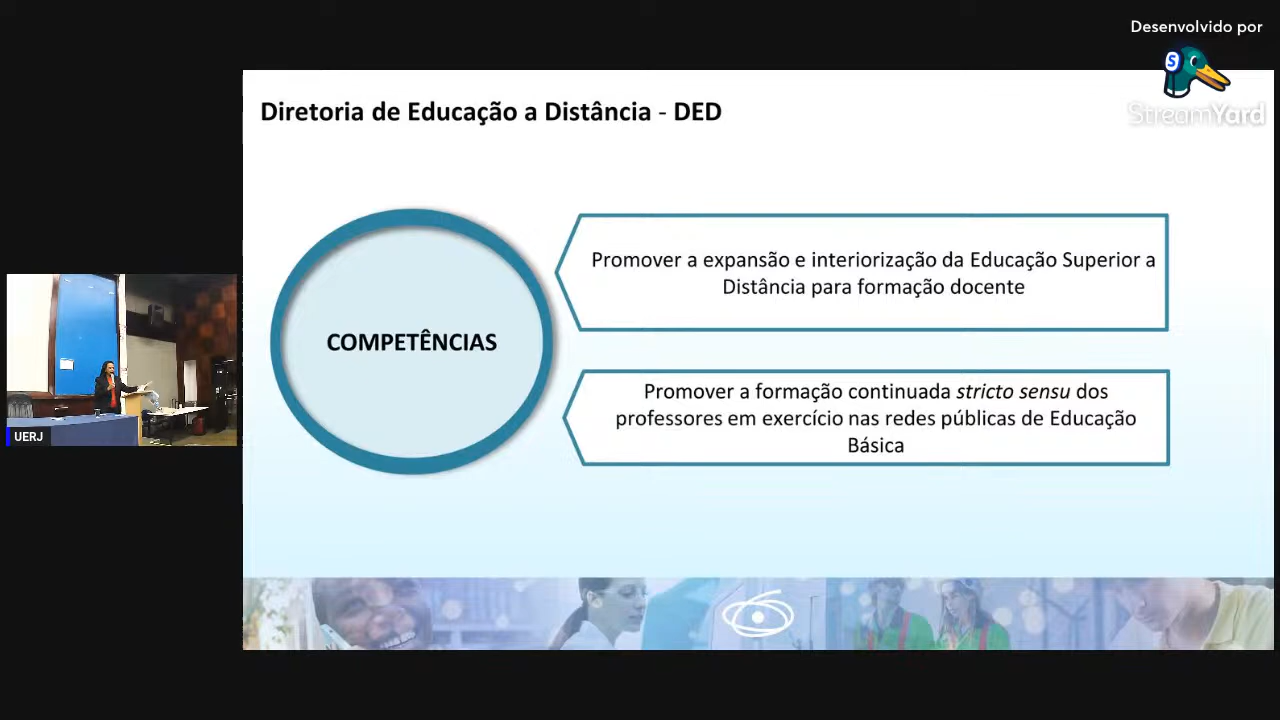 Desenvolvido por
S
StreamYard
Diretoria de Educação a Distância - DED
COMPETÊNCIAS
Promover a expansão e interiorização da Educação Superior a
Distância para formação docente
Promover a formação continuada stricto sensu dos
professores em exercício nas redes públicas de Educação
Básica
UERJ